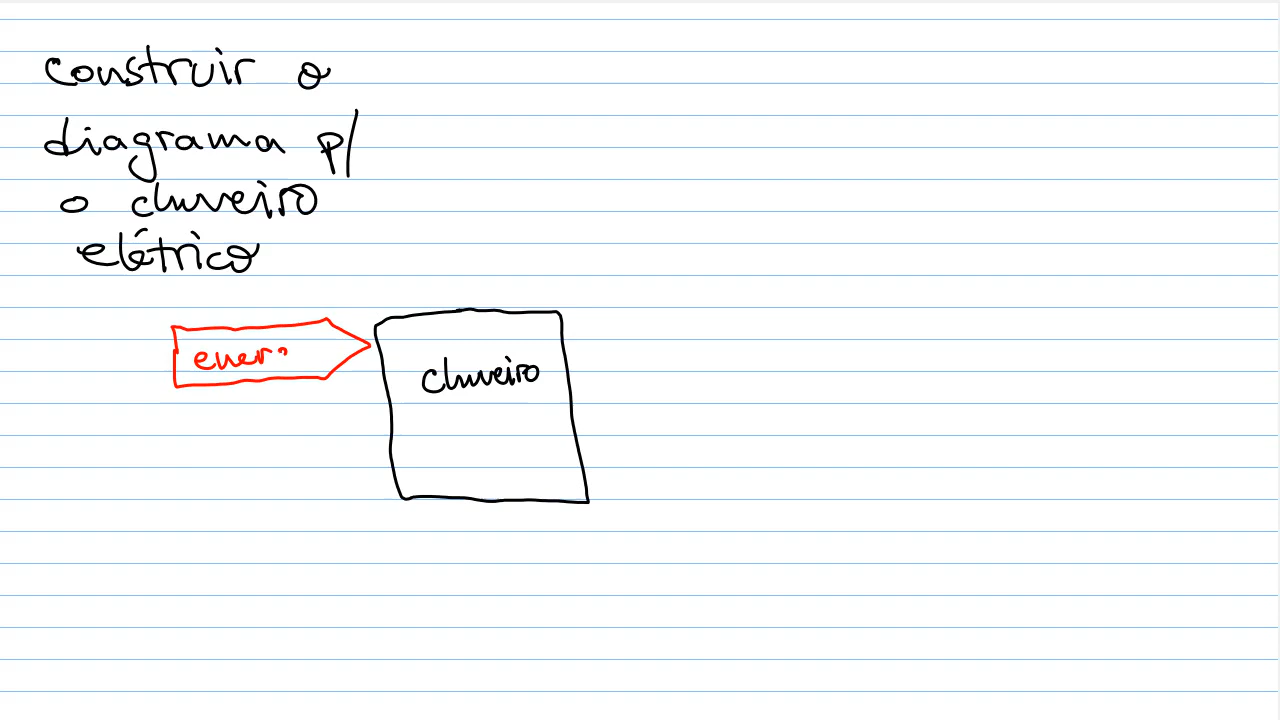 construir o
diagrama p/
o chuveiro
elétrico
ener
chuveiro